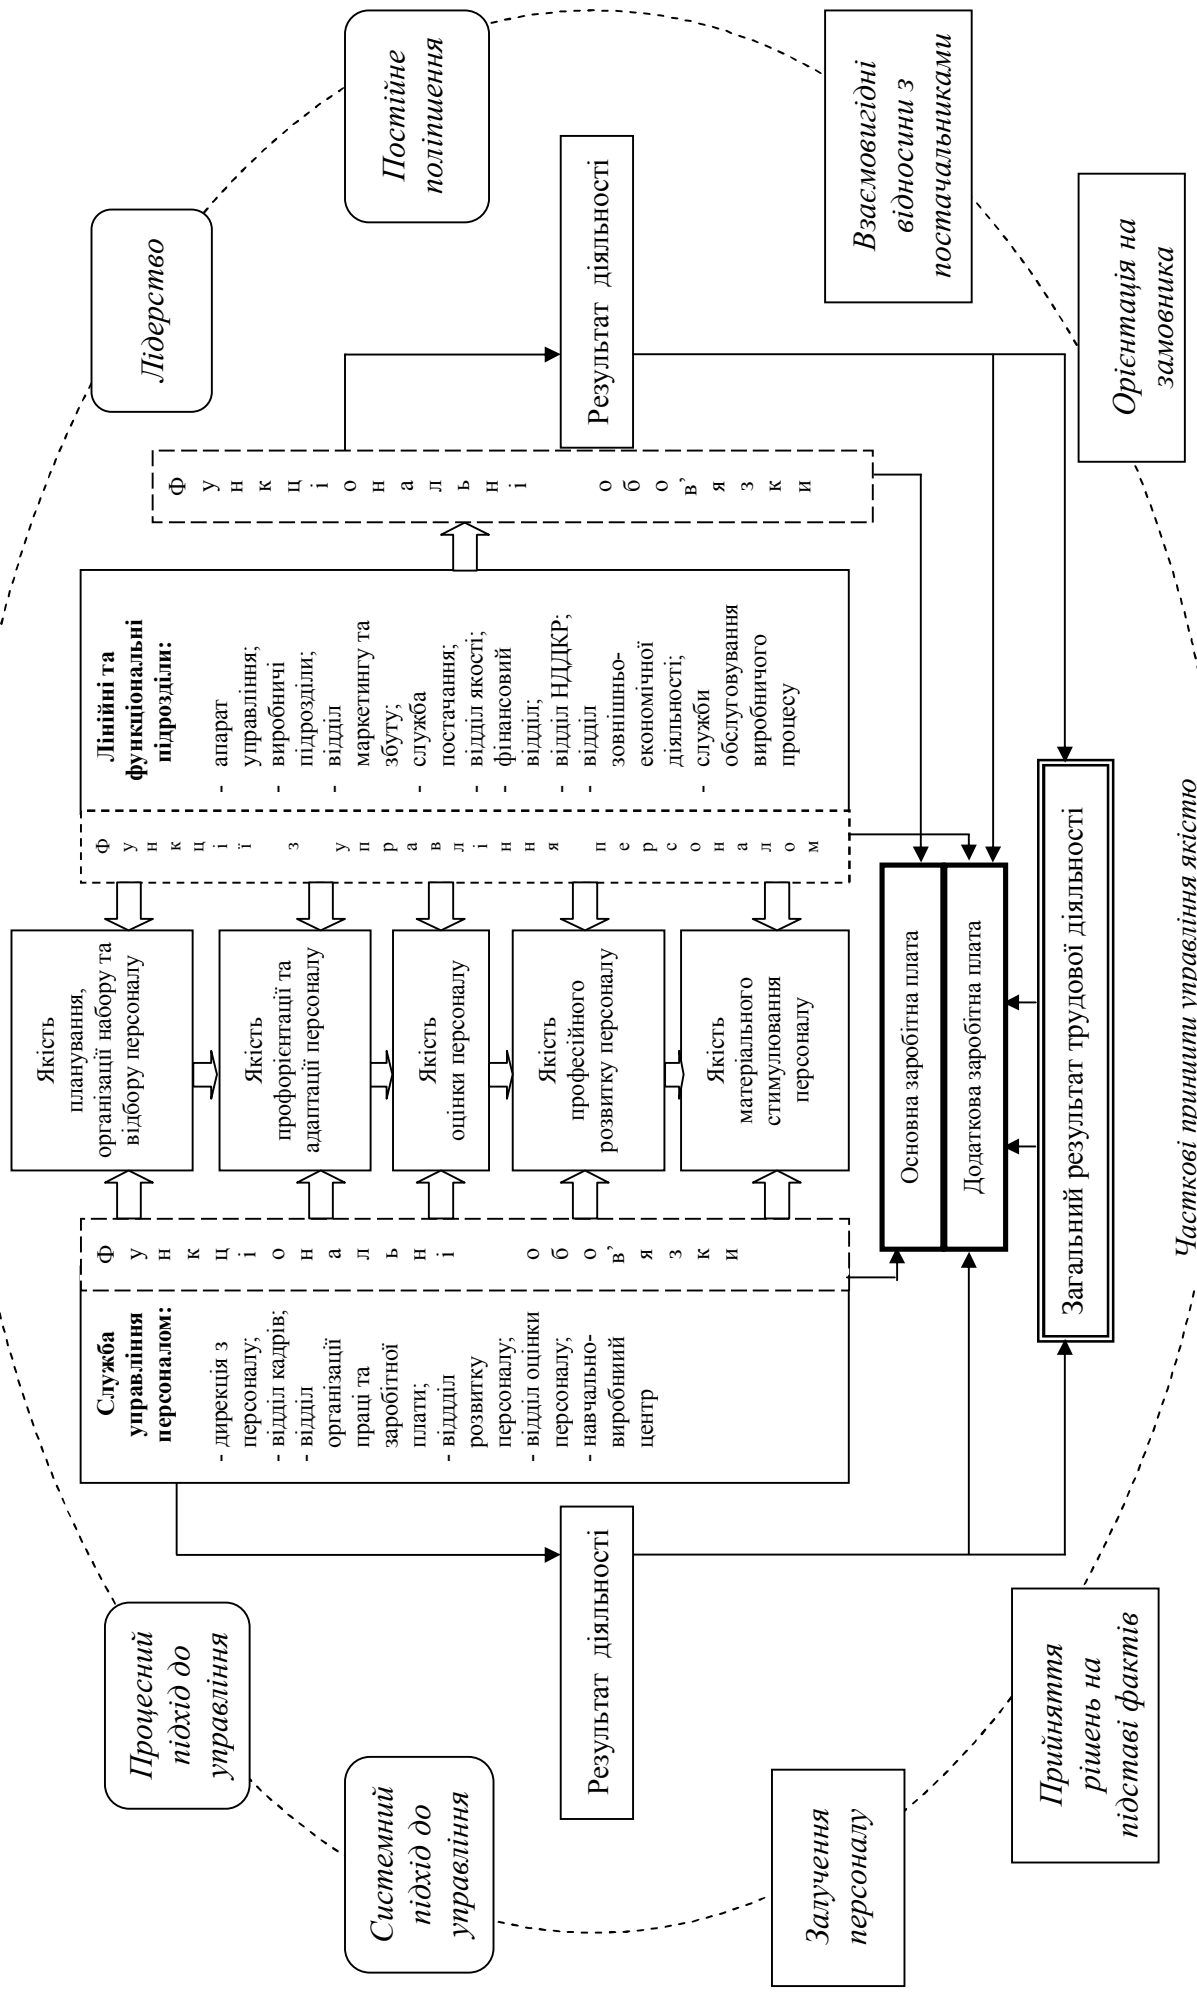 Процесний
підхід до
управління
Лідерство
Системний
підхід до
управління
Постійне
поліпшення
Залучення
персоналу
Взаємовигідні
відносини з
постачальниками
Прийняття
рішень на
підставі фактів
Орієнтація на
замовника
Служба
управління
персоналом:
- дирекція з
персоналу;
- відділ кадрів;
- відділ
організації
праці та
заробітної
плати;
- віддділ
розвитку
персоналу;
- відділ оцінки
персоналу;
- навчально-
виробниий
центр
Функціональні обов’язки
Якість
планування,
організації набору та
відбору персоналу
Якість
профорієнтації та
адаптації персоналу
Якість
оцінки персоналу
Якість
професійного
розвитку персоналу
Якість
матеріального
стимулювання
персоналу
Функції з управління персоналом
Лінійні та
функціональні
підрозділи:
- апарат
управління;
- виробничі
підрозділи;
- відділ
маркетингу та
збуту;
- служба
постачання;
- відділ якості;
- фінансовий
відділ;
- відділ НДДКР;
- відділ
зовнішньо-
економічної
діяльності;
- служби
обслуговування
виробничого
процесу
Функціональні обов’язки
Результат діяльності
Результат діяльності
Основна заробітна плата
Додаткова заробітна плата
Загальний результат трудової діяльності
Часткові принципи управління якістю